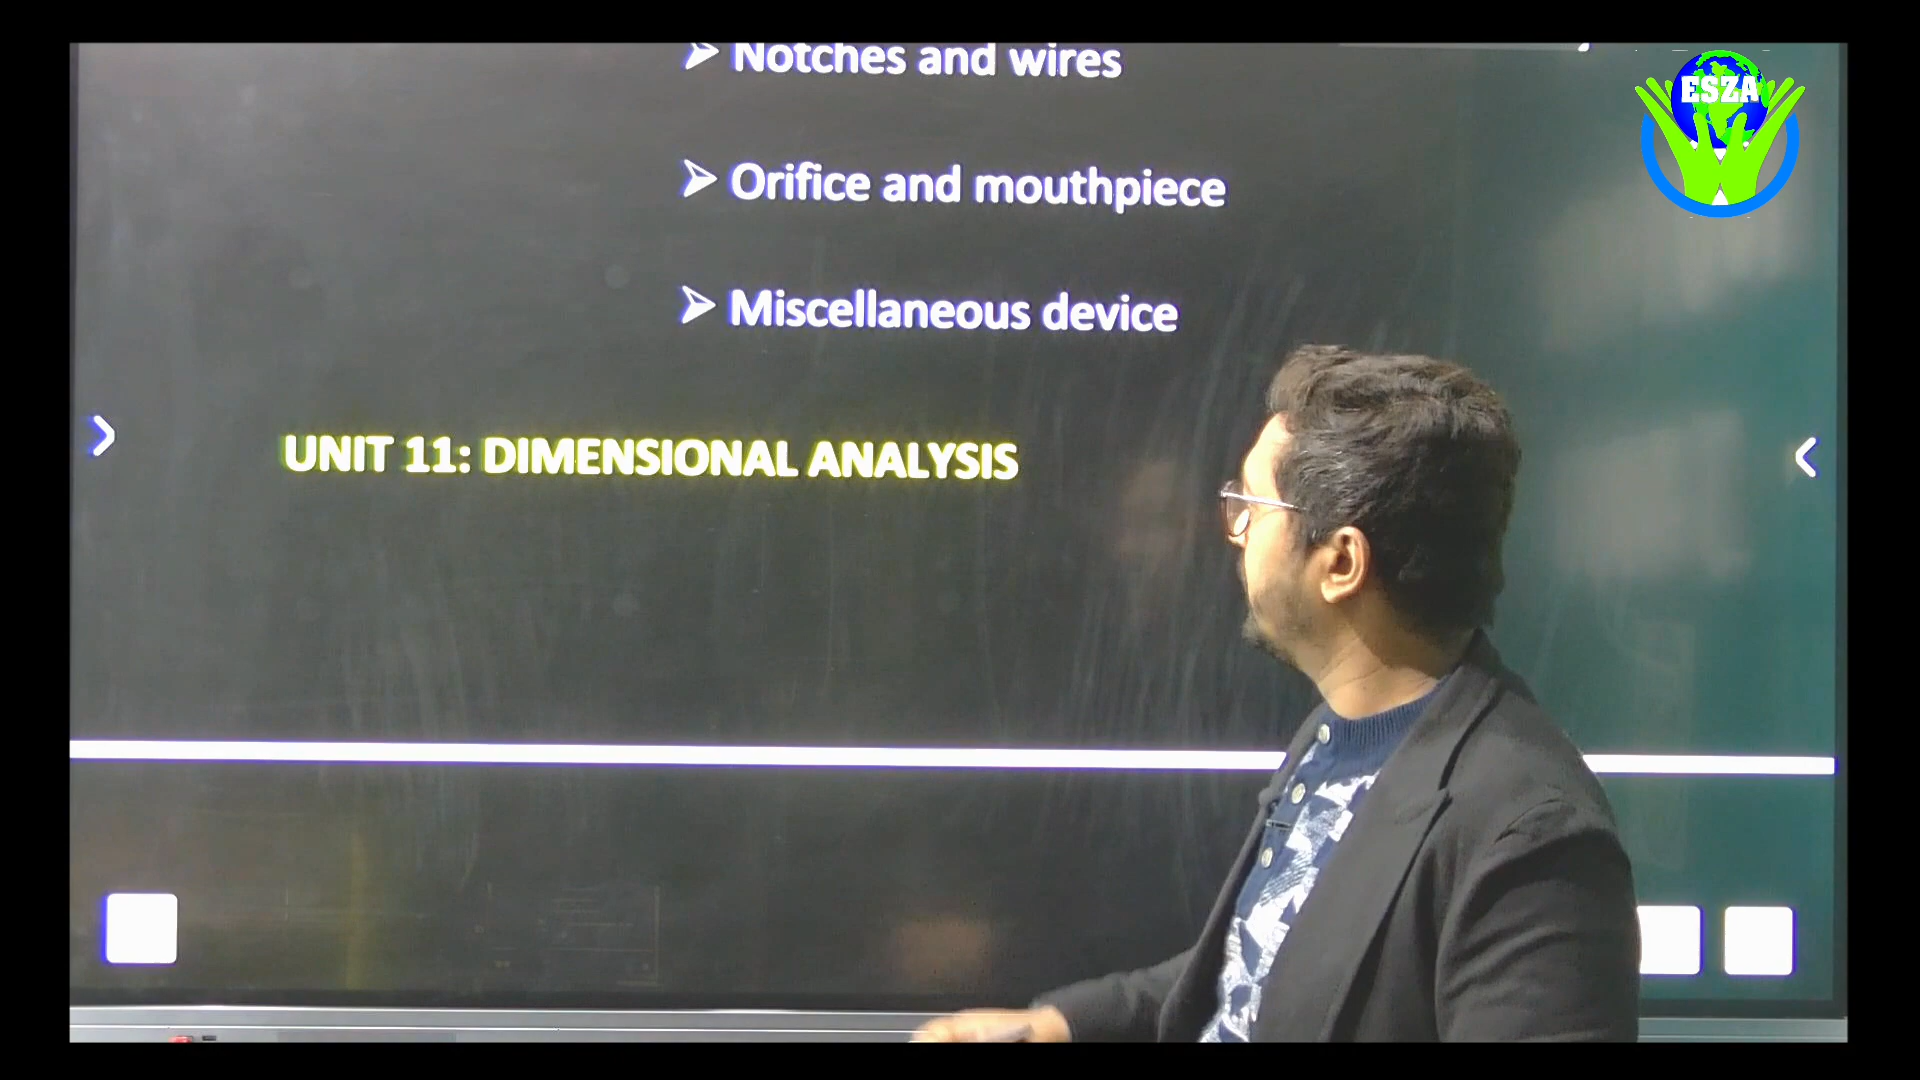 ➢ Notches and wires
ESZA
➢ Orifice and mouthpiece
➢ Miscellaneous device
UNIT 11: DIMENSIONAL ANALYSIS